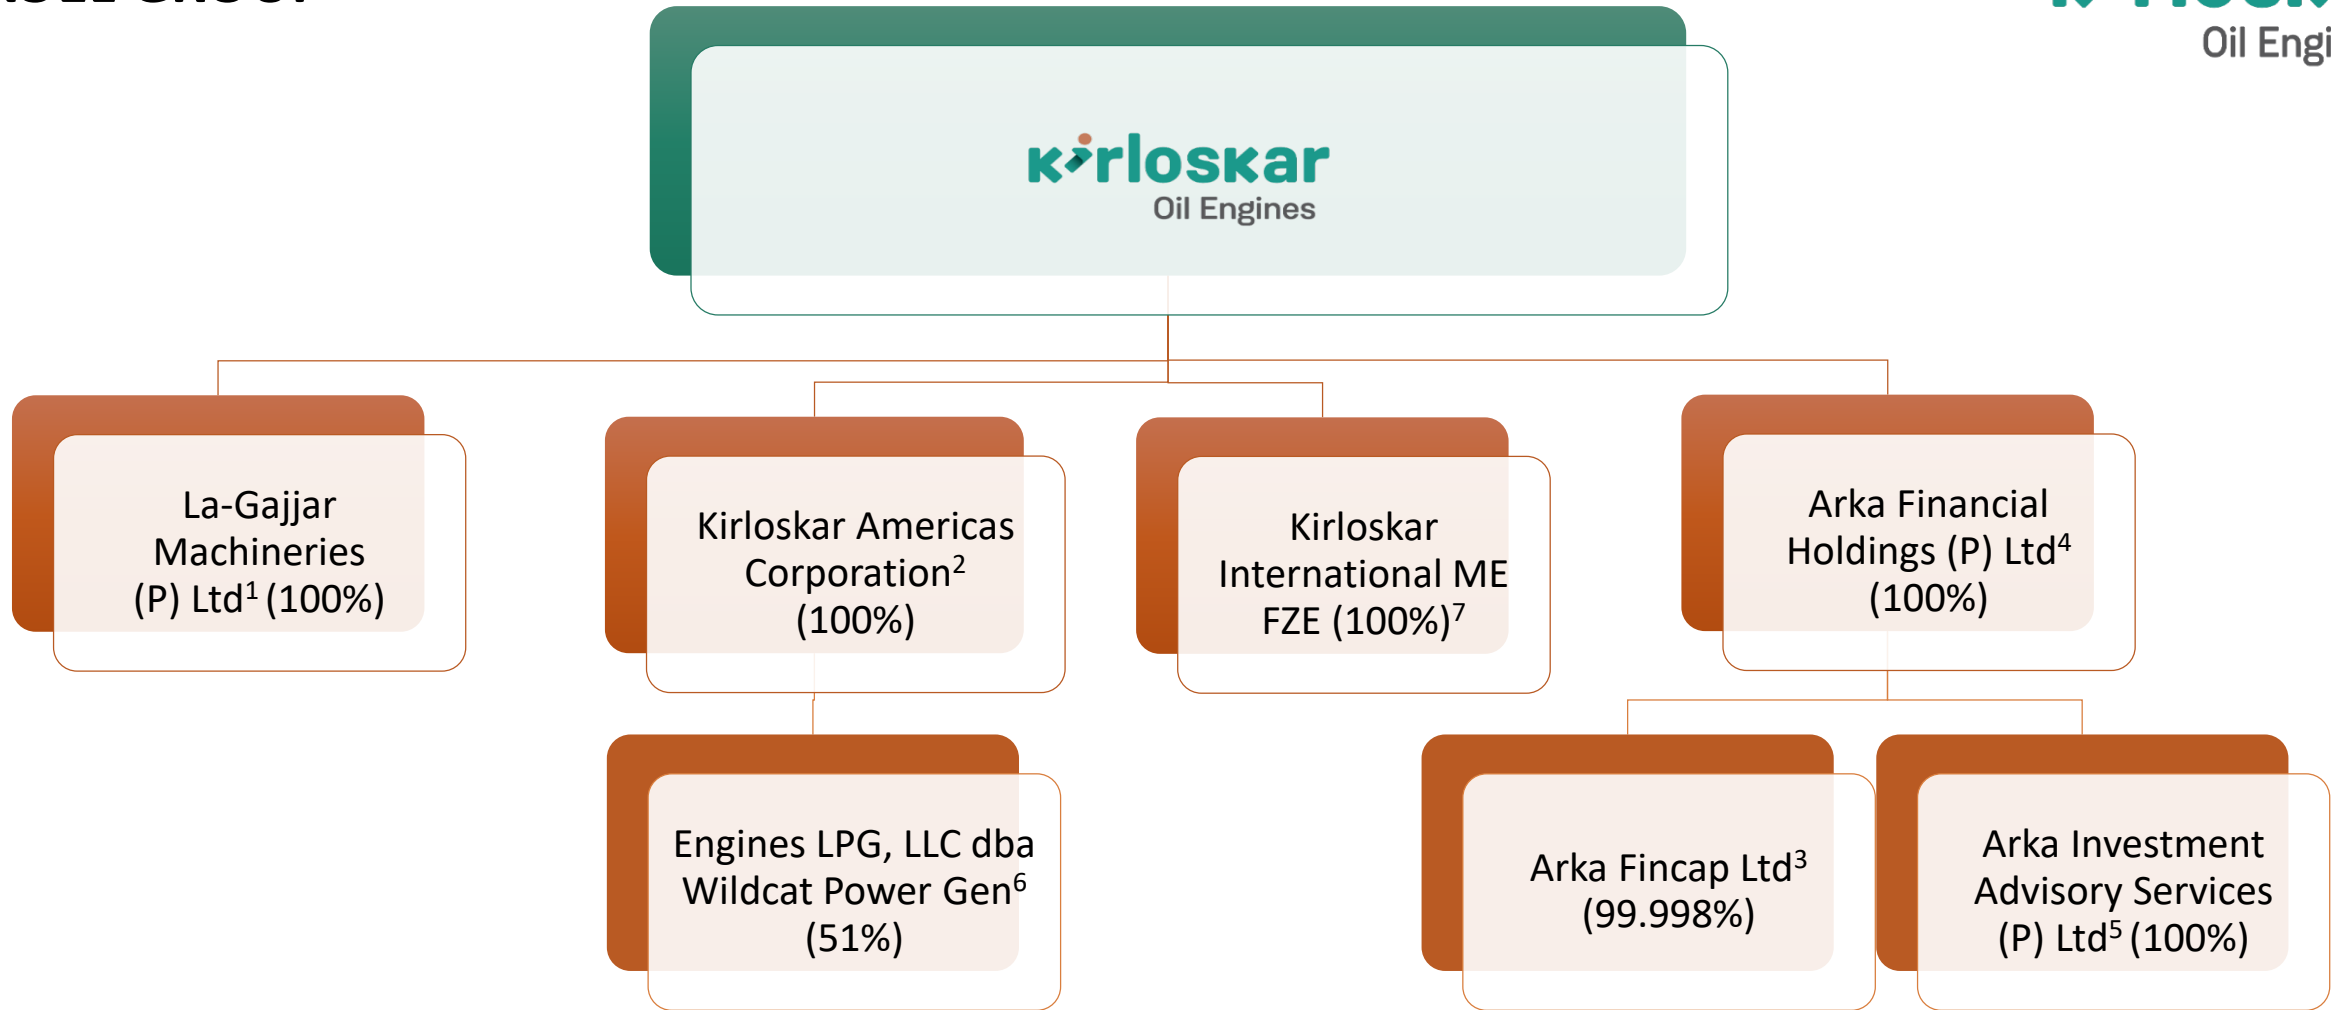 Oil Engi
kirloskar
Oil Engines
La-Gajjar
Machineries
(P) Ltd1 (100%)
Kirloskar Americas
Corporation2
(100%)
Kirloskar
International ME
FZE (100%)7
Arka Financial
Holdings (P) Ltd4
(100%)
Engines LPG, LLC dba
Wildcat Power Gen6
(51%)
Arka Fincap Ltd3
(99.998%)
Arka Investment
Advisory Services
(P) Ltd5 (100%)